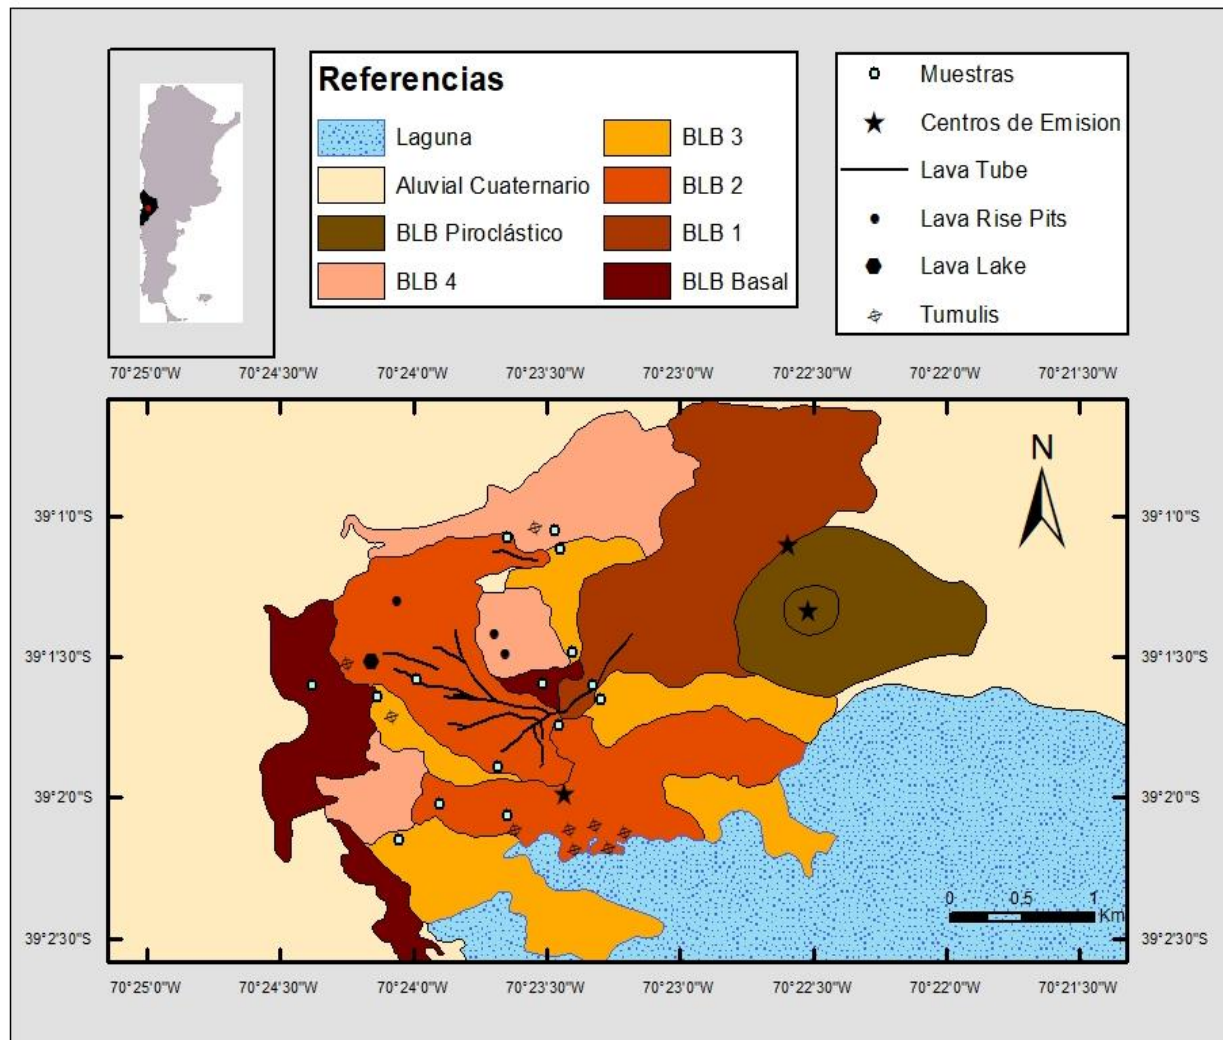 Referencias
Laguna
Aluvial Cuaternario
BLB Piroclástico
BLB 4
BLB 3
BLB 2
BLB 1
BLB Basal
Muestras
Centros de Emision
Lava Tube
Lava Rise Pits
Lava Lake
Tumulis
70°25'0"W 70°24'30"W 70°24'0"W 70°23'30"W 70°23'0"W 70°22'30"W 70°22'0"W 70°21'30"W
N
39°1'0"S 39°1'0"S
39°1'30"S 39°1'30"S
39°2'0"S 39°2'0"S
0 0.5 1
Km
39°2'30"S 39°2'30"S
70°25'0"W 70°24'30"W 70°24'0"W 70°23'30"W 70°23'0"W 70°22'30"W 70°22'0"W 70°21'30"W